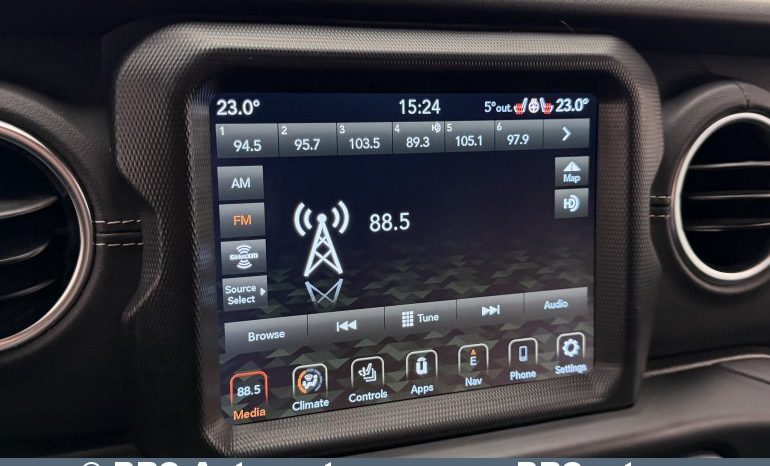 23.0° 15:24 5°out. 23.0°
1 94.5 2 95.7 3 103.5 4 HD 89.3 5 105.1 6 97.9 >
AM
Map
FM
88.5
HD
SiriusXM
Source
Select
Browse Tune Audio
88.5 E
Media Climate Controls Apps Nav Phone Settings